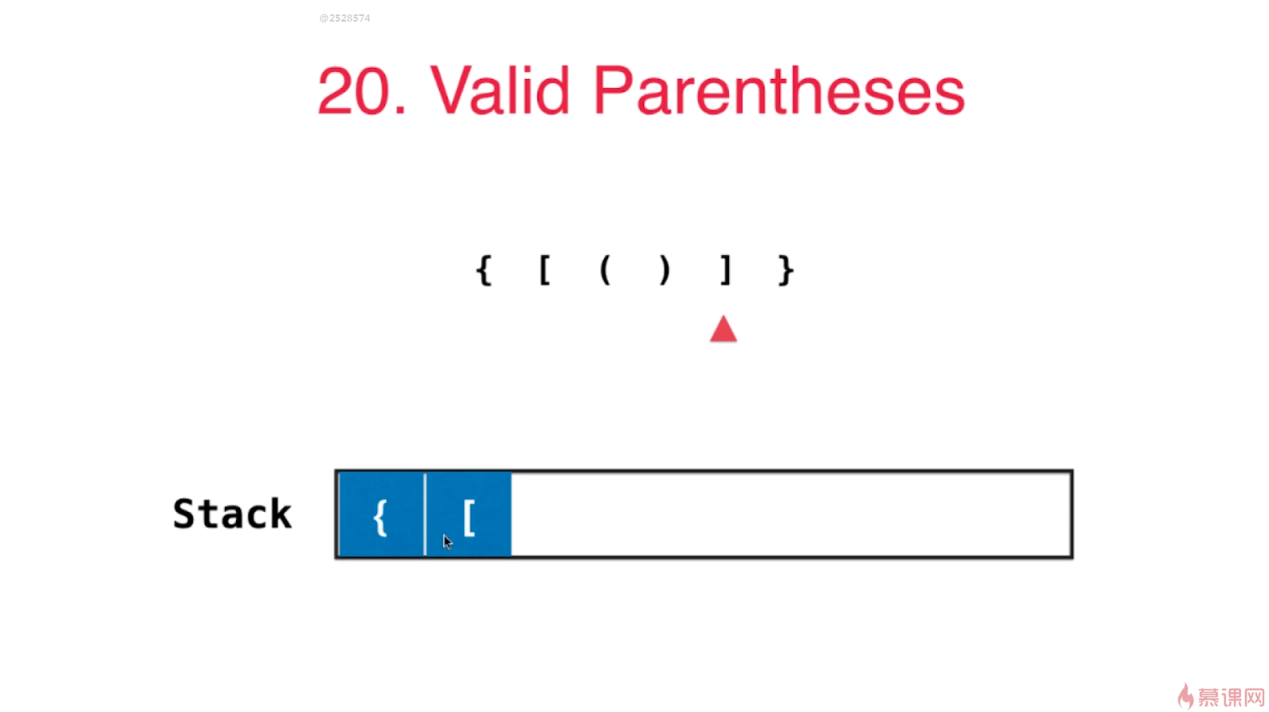 @2528574
20. Valid Parentheses
{ [ ( ) ] }
Stack { [
慕课网